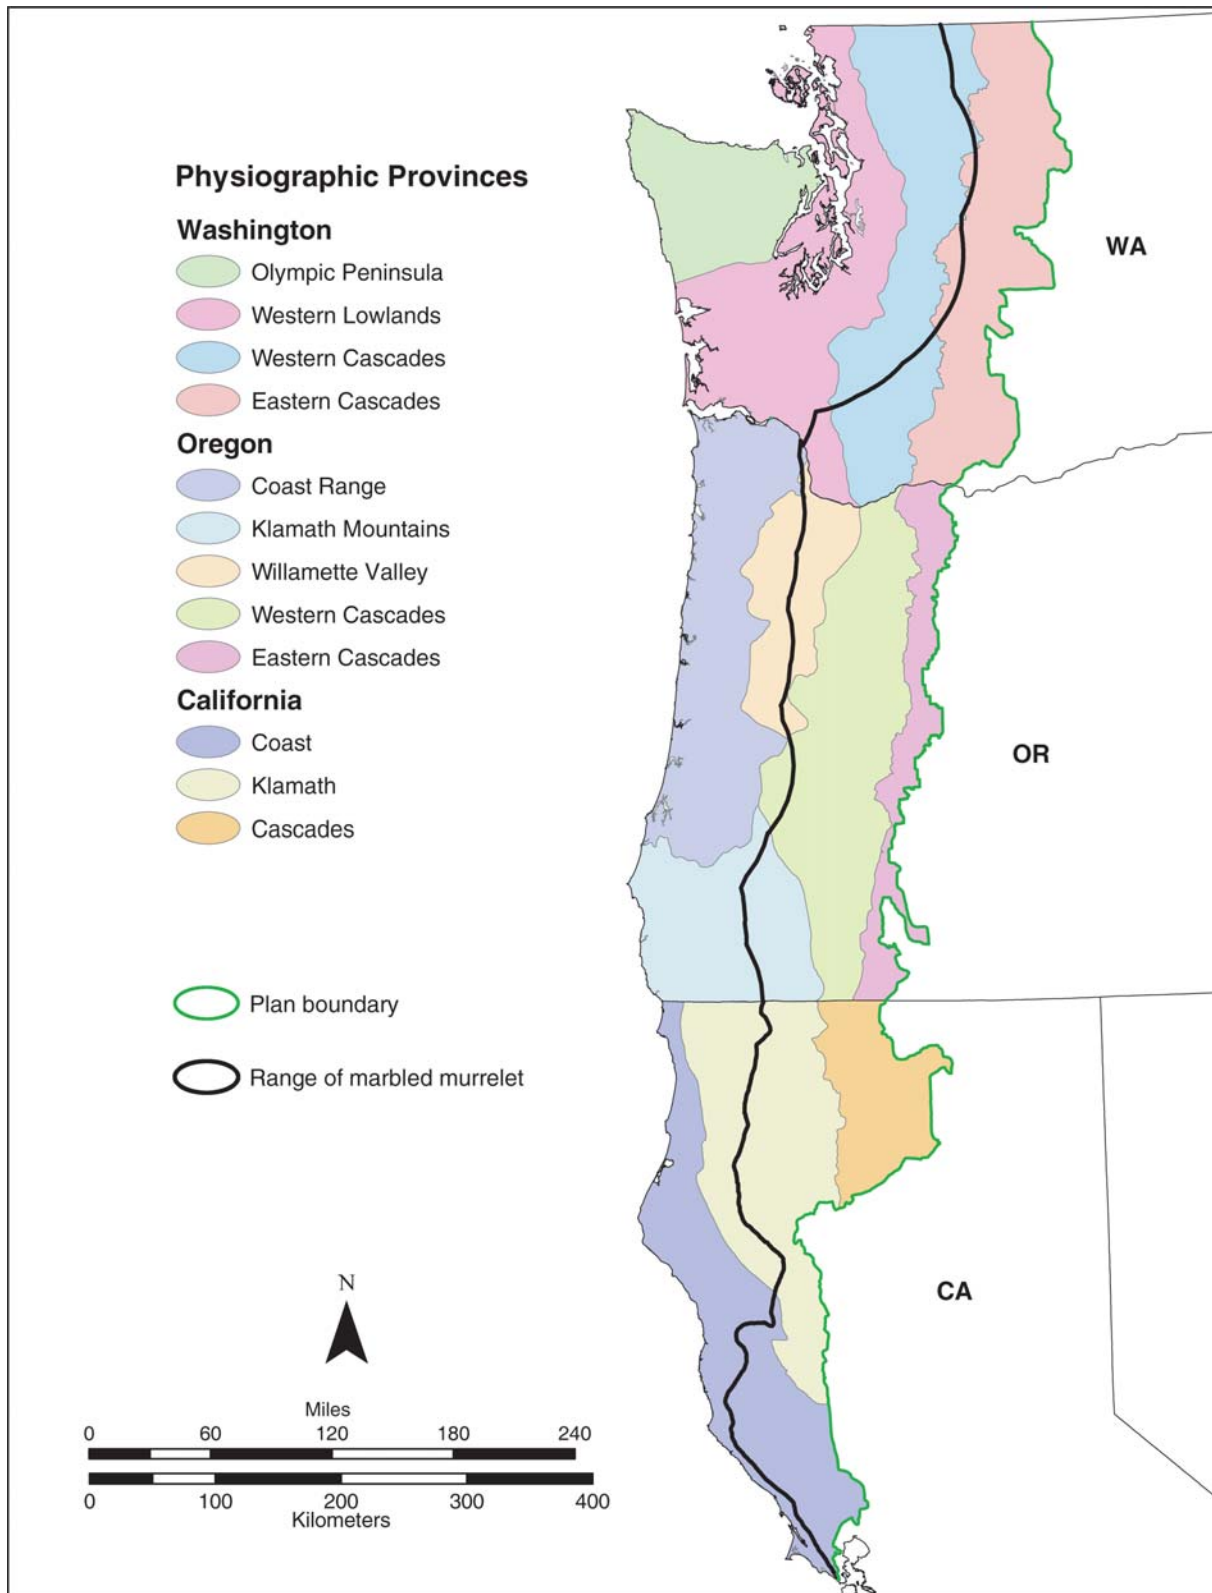 Physiographic Provinces
Washington
Olympic Peninsula
Western Lowlands
Western Cascades
Eastern Cascades
Oregon
Coast Range
Klamath Mountains
Willamette Valley
Western Cascades
Eastern Cascades
California
Coast
Klamath
Cascades
Plan boundary
Range of marbled murrelet
N
Miles
0 60 120 180 240
0 100 200 300 400
Kilometers
WA
OR
CA